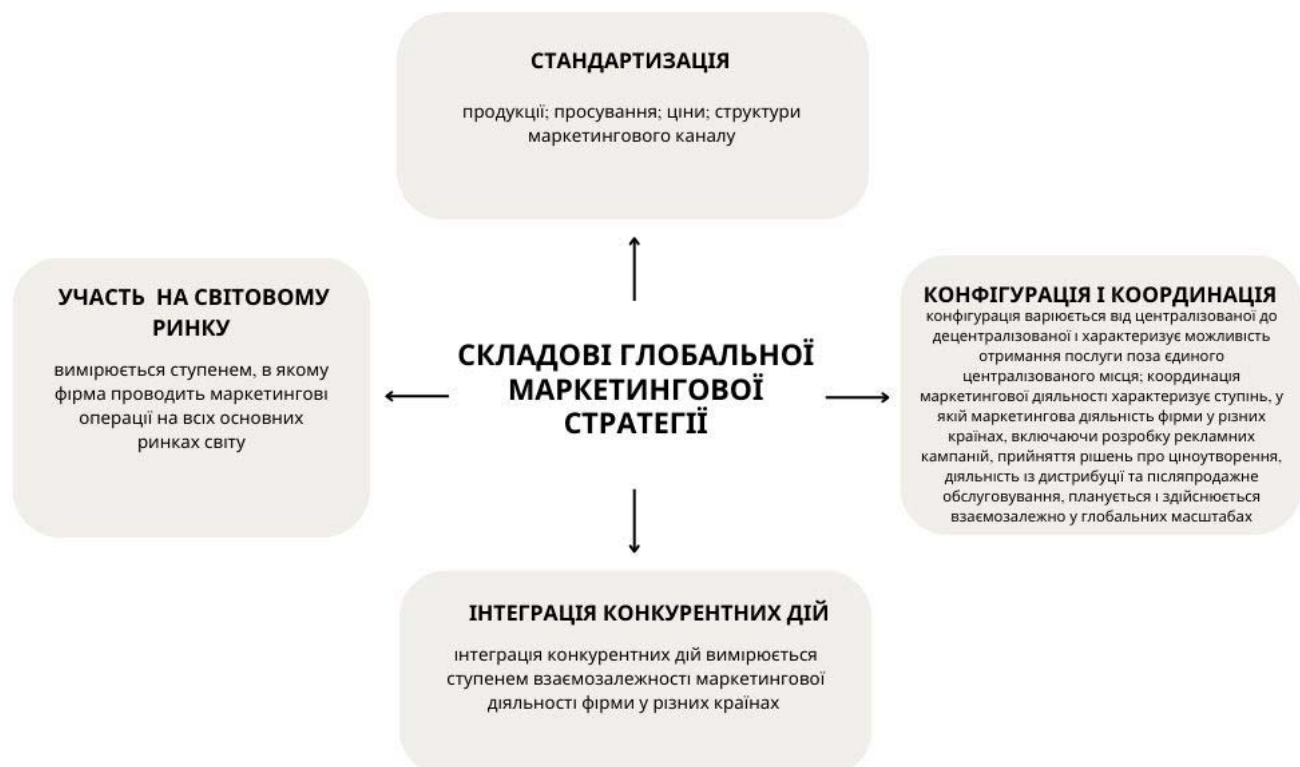 СТАНДАРТИЗАЦІЯ
продукції; просування; ціни; структури
маркетингового каналу
УЧАСТЬ НА СВІТОВОМУ
РИНКУ
вимірюється ступенем, в якому
фірма проводить маркетингові
операції на всіх основних
ринках світу
СКЛАДОВІ ГЛОБАЛЬНОЇ
МАРКЕТИНГОВОЇ
СТРАТЕГІЇ
КОНФІГУРАЦІЯ І КООРДИНАЦІЯ
конфігурація варіюється від централізованої до
децентралізованої і характеризує можливість
отримання послуги поза єдиного
централізованого місця; координація
маркетингової діяльності характеризує ступінь, у
якій маркетингова діяльність фірми у різних
країнах, включаючи розробку рекламних
кампаній, прийняття рішень про ціноутворення,
діяльність із дистрибуції та післяпродажне
обслуговування, планується і здійснюється
взаємозалежно у глобальних масштабах
ІНТЕГРАЦІЯ КОНКУРЕНТНИХ ДІЙ
інтеграція конкурентних дій вимірюється
ступенем взаємозалежності маркетингової
діяльності фірми у різних країнах